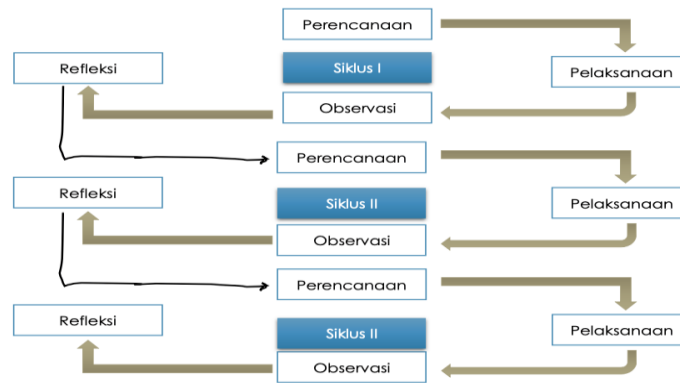 Perencanaan
Refleksi
Siklus I
Pelaksanaan
Observasi
Perencanaan
Refleksi
Siklus II
Pelaksanaan
Observasi
Perencanaan
Refleksi
Siklus II
Pelaksanaan
Observasi